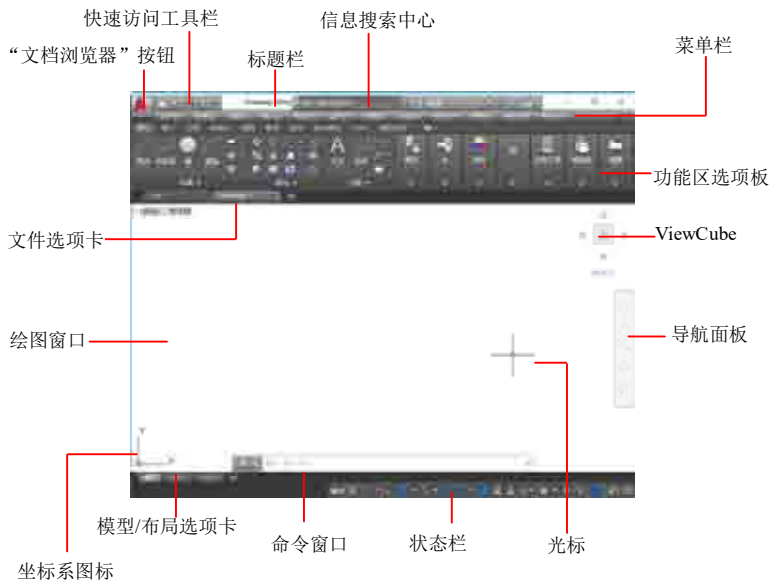 快速访问工具栏
信息搜索中心
“文档浏览器”按钮
标题栏
菜单栏
功能区选项板
文件选项卡
ViewCube
绘图窗口
导航面板
模型/布局选项卡
命令窗口
状态栏
光标
坐标系图标